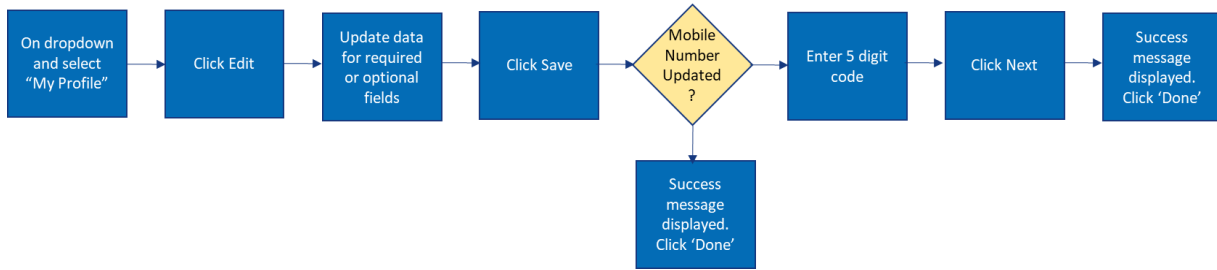 On dropdown
and select
“My Profile”
Click Edit
Update data
for required
or optional
fields
Click Save
Mobile
Number
Updated
?
Enter 5 digit
code
Click Next
Success
message
displayed.
Click ‘Done’
Success
message
displayed.
Click ‘Done’